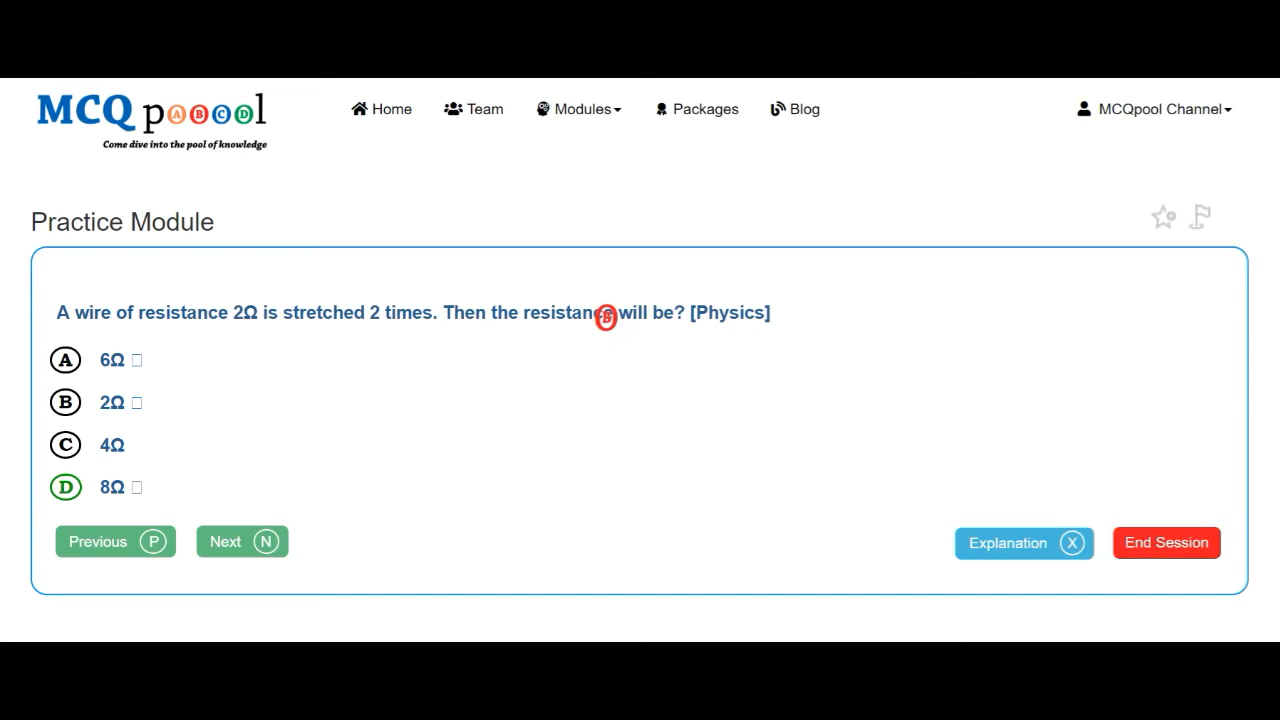 MCQ pABCDl
Come dive into the pool of knowledge
Home Team Modules Packages Blog MCQpool Channel
Practice Module
A wire of resistance 2Ω is stretched 2 times. Then the resistance will be? [Physics]
B
A 6Ω
B 2Ω
C 4Ω
D 8Ω
Previous P Next N Explanation X End Session